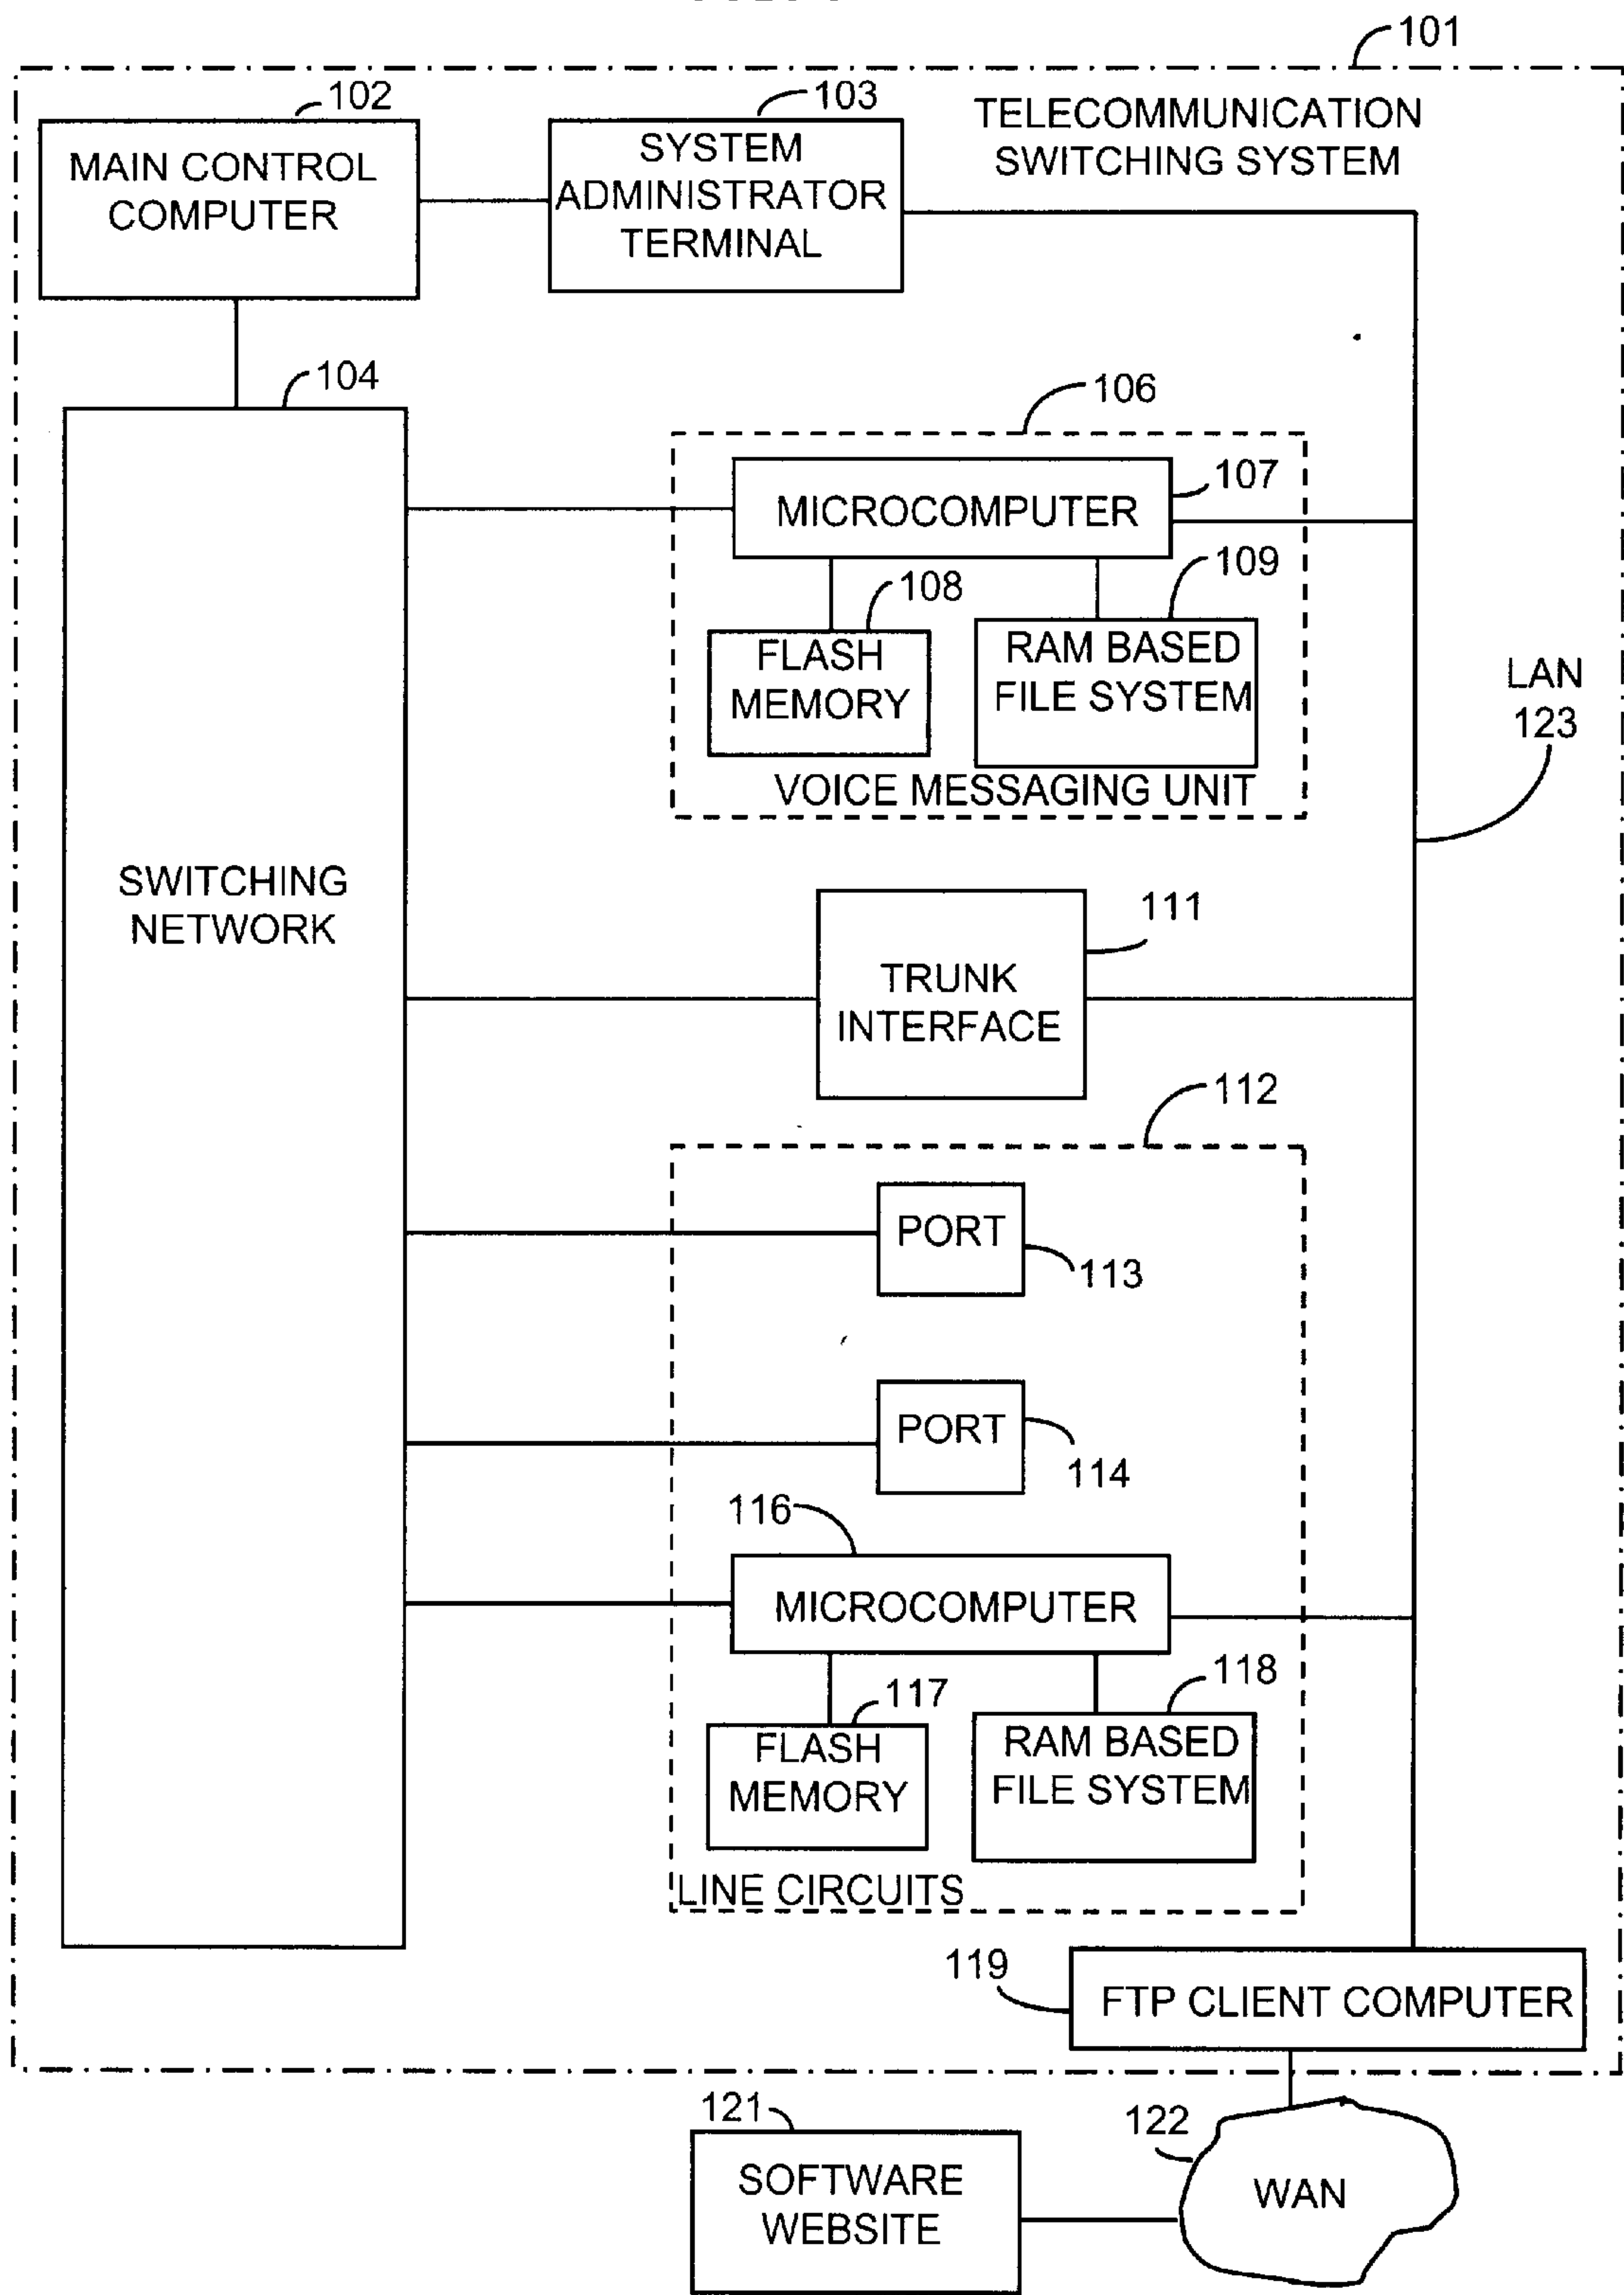 101
102
103
TELECOMMUNICATION
SWITCHING SYSTEM
MAIN CONTROL
COMPUTER
SYSTEM
ADMINISTRATOR
TERMINAL
104
106
107
MICROCOMPUTER
108
109
FLASH
MEMORY
RAM BASED
FILE SYSTEM
LAN
123
VOICE MESSAGING UNIT
SWITCHING
NETWORK
111
TRUNK
INTERFACE
112
PORT
113
PORT
114
116
MICROCOMPUTER
117
118
FLASH
MEMORY
RAM BASED
FILE SYSTEM
LINE CIRCUITS
119
FTP CLIENT COMPUTER
121
122
SOFTWARE
WEBSITE
WAN